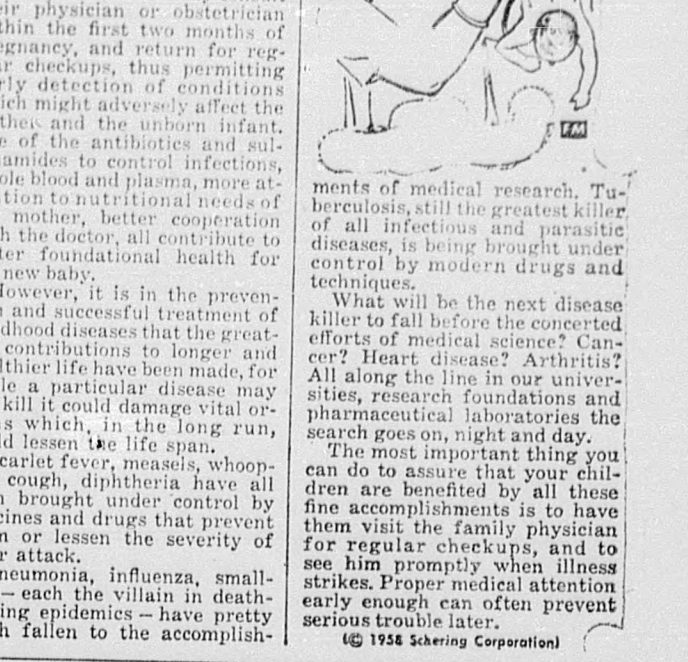 ir physician or obstetrician
thin the first two months of
egnancy, and return for reg-
r checkups, thus permitting
rly detection of conditions
ich might adversely affect the
ther and the unborn infant.
e of the antibiotics and sul-
amides to control infections,
ole blood and plasma, more at-
tion to nutritional needs of
mother, better cooperation
h the doctor, all contribute to
ter foundational health for
new baby.
However, it is in the preven-
and successful treatment of
dhood diseases that the great-
contributions to longer and
lthier life have been made, for
le a particular disease may
kill it could damage vital or-
s which, in the long run,
d lessen the life span.
carlet fever, measels, whoop-
cough, diphtheria have all
n brought under control by
cines and drugs that prevent
n or lessen the severity of
r attack.
neumonia, influenza, small-
— each the villain in death-
ing epidemics — have pretty
h fallen to the accomplish-
FM
ments of medical research. Tu-
berculosis, still the greatest killer
of all infectious and parasitic
diseases, is being brought under
control by modern drugs and
techniques.
What will be the next disease
killer to fall before the concerted
efforts of medical science? Can-
cer? Heart disease? Arthritis?
All along the line in our univer-
sities, research foundations and
pharmaceutical laboratories the
search goes on, night and day.
The most important thing you
can do to assure that your chil-
dren are benefited by all these
fine accomplishments is to have
them visit the family physician
for regular checkups, and to
see him promptly when illness
strikes. Proper medical attention
early enough can often prevent
serious trouble later.
(© 1958 Schering Corporation)